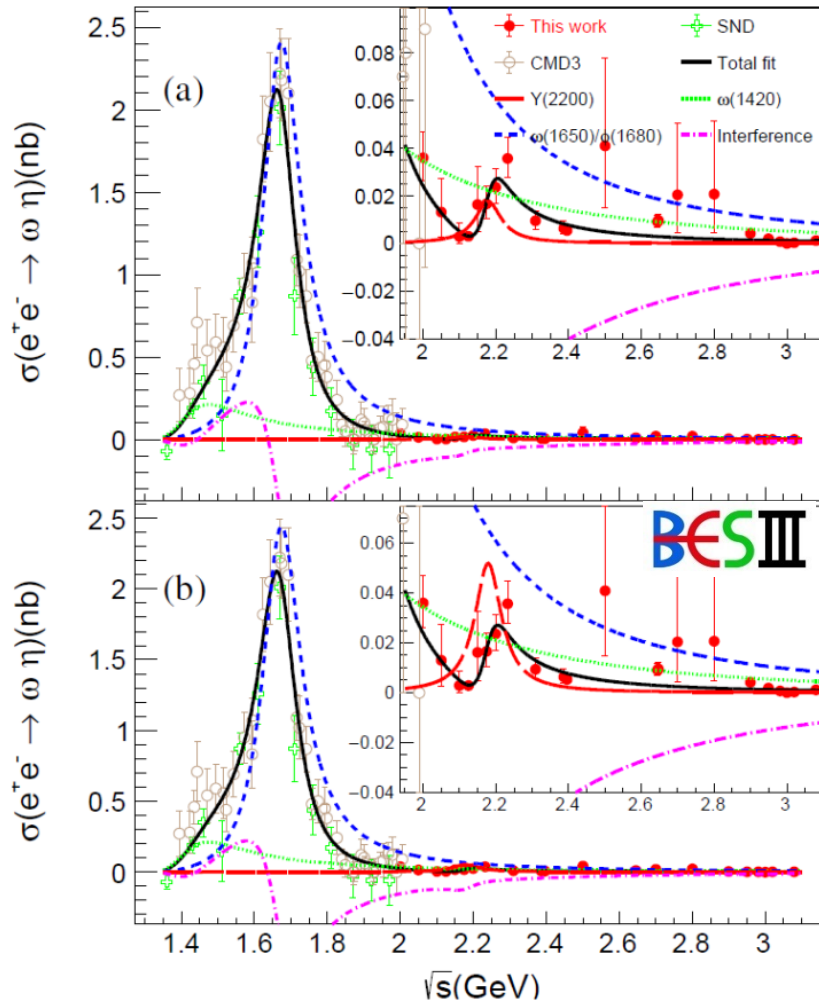 σ(e⁺e⁻ → ω η)(nb)
2.5
2
1.5
1
0.5
0
(a)
0.1
0.08
0.06
0.04
0.02
0
−0.02
−0.04
2 2.2 2.4 2.6 2.8 3
This work
SND
CMD3
Total fit
Y(2200)
ω(1420)
ω(1650)/φ(1680)
Interference
σ(e⁺e⁻ → ω η)(nb)
2.5
2
1.5
1
0.5
0
(b)
0.06
0.04
0.02
0
−0.02
−0.04
2 2.2 2.4 2.6 2.8 3
BESIII
1.4 1.6 1.8 2 2.2 2.4 2.6 2.8 3
√s(GeV)